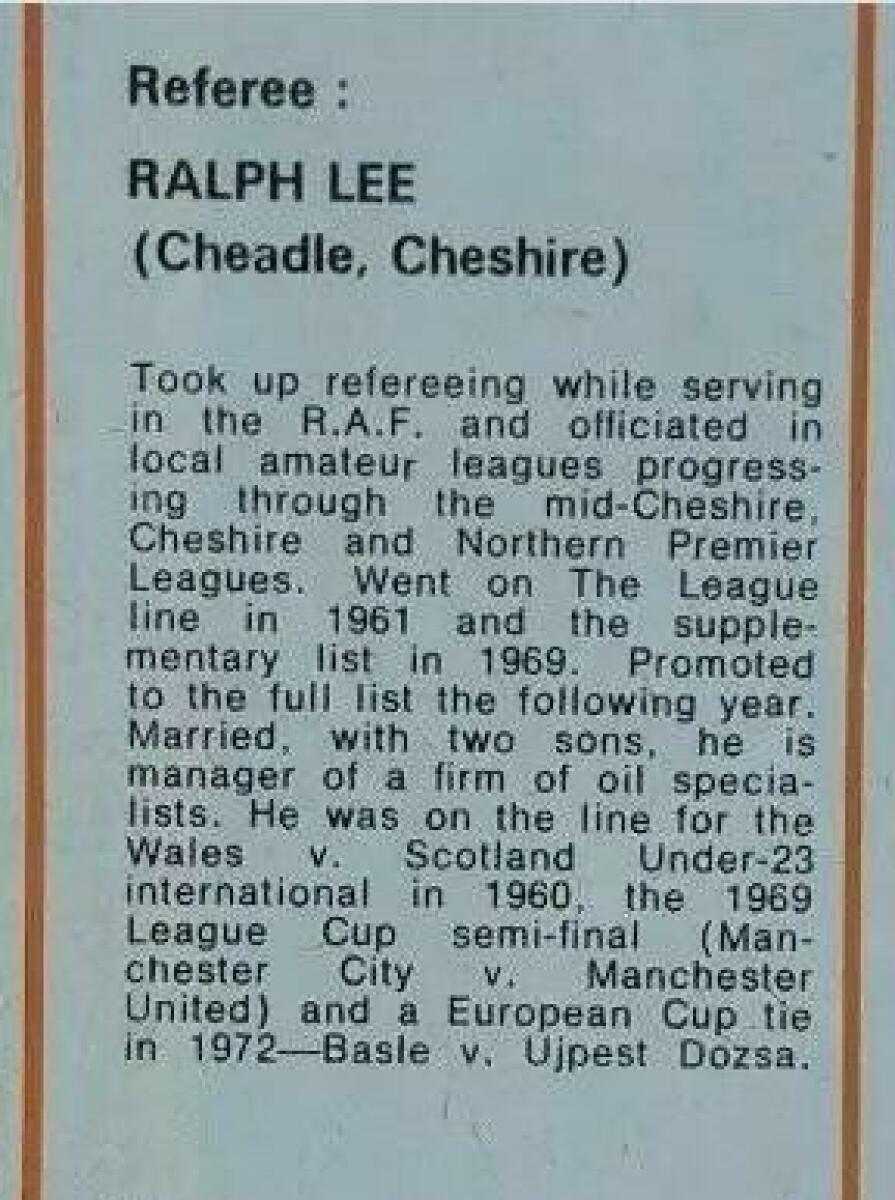 Referee :
RALPH LEE
(Cheadle, Cheshire)
Took up refereeing while serving
in the R.A.F. and officiated in
local amateur leagues progress-
ing through the mid-Cheshire,
Cheshire and Northern Premier
Leagues. Went on The League
line in 1961 and the supple-
mentary list in 1969. Promoted
to the full list the following year.
Married, with two sons, he is
manager of a firm of oil specia-
lists. He was on the line for the
Wales v. Scotland Under-23
international in 1960, the 1969
League Cup semi-final (Man-
chester City v. Manchester
United) and a European Cup tie
in 1972—Basle v. Ujpest Dozsa.